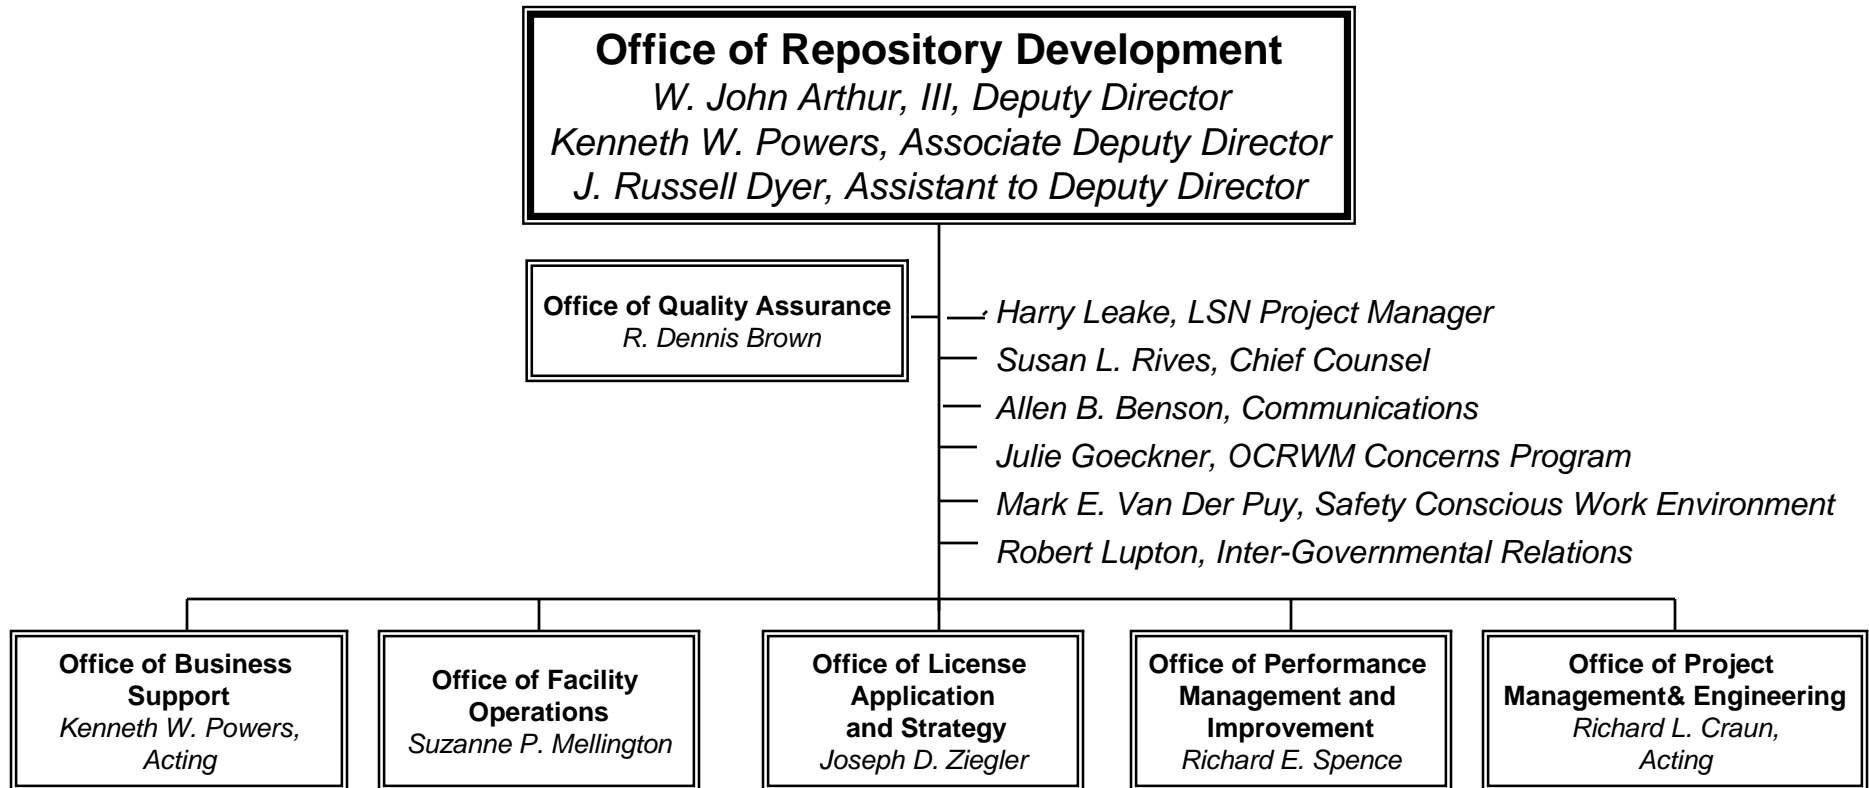 Office of Repository Development
W. John Arthur, III, Deputy Director
Kenneth W. Powers, Associate Deputy Director
J. Russell Dyer, Assistant to Deputy Director
Office of Quality Assurance
R. Dennis Brown
Harry Leake, LSN Project Manager
Susan L. Rives, Chief Counsel
Allen B. Benson, Communications
Julie Goeckner, OCRWM Concerns Program
Mark E. Van Der Puy, Safety Conscious Work Environment
Robert Lupton, Inter-Governmental Relations
Office of Business
Support
Kenneth W. Powers,
Acting
Office of Facility
Operations
Suzanne P. Mellington
Office of License
Application
and Strategy
Joseph D. Ziegler
Office of Performance
Management and
Improvement
Richard E. Spence
Office of Project
Management& Engineering
Richard L. Craun,
Acting